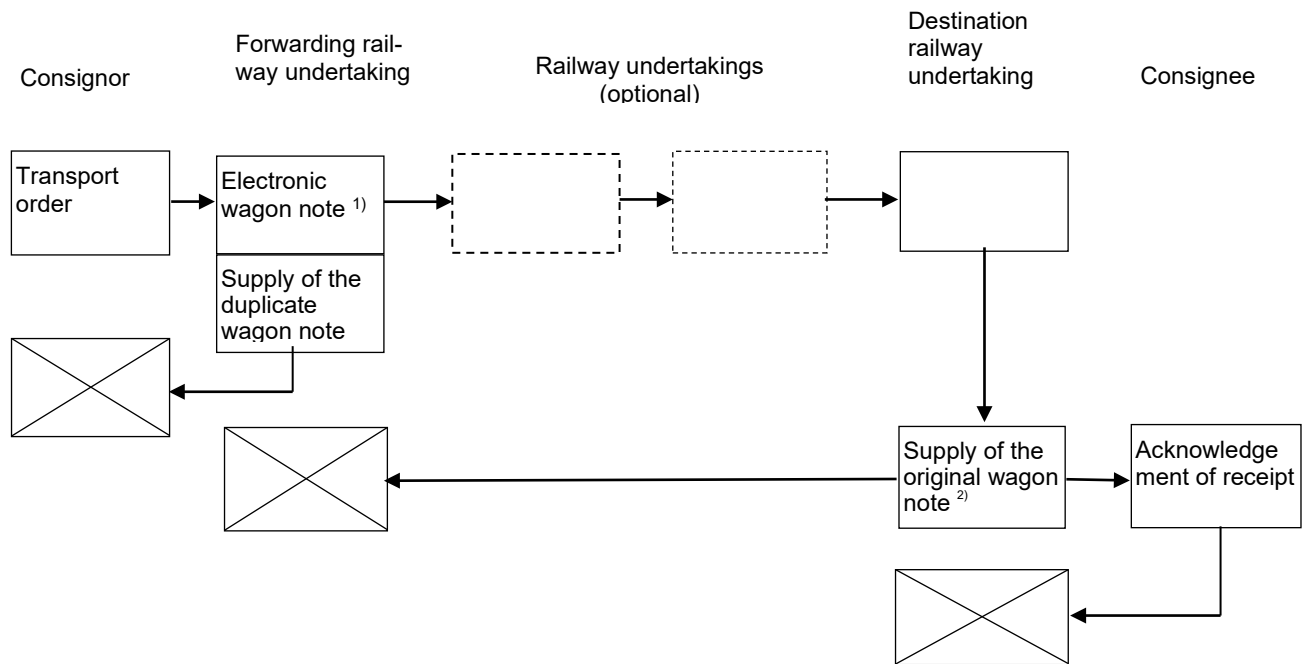 Consignor
Forwarding rail-
way undertaking
Railway undertakings
(optional)
Destination
railway
undertaking
Consignee
Transport
order
Electronic
wagon note 1)
Supply of the
duplicate
wagon note
Supply of the
original wagon
note 2)
Acknowledge
ment of receipt